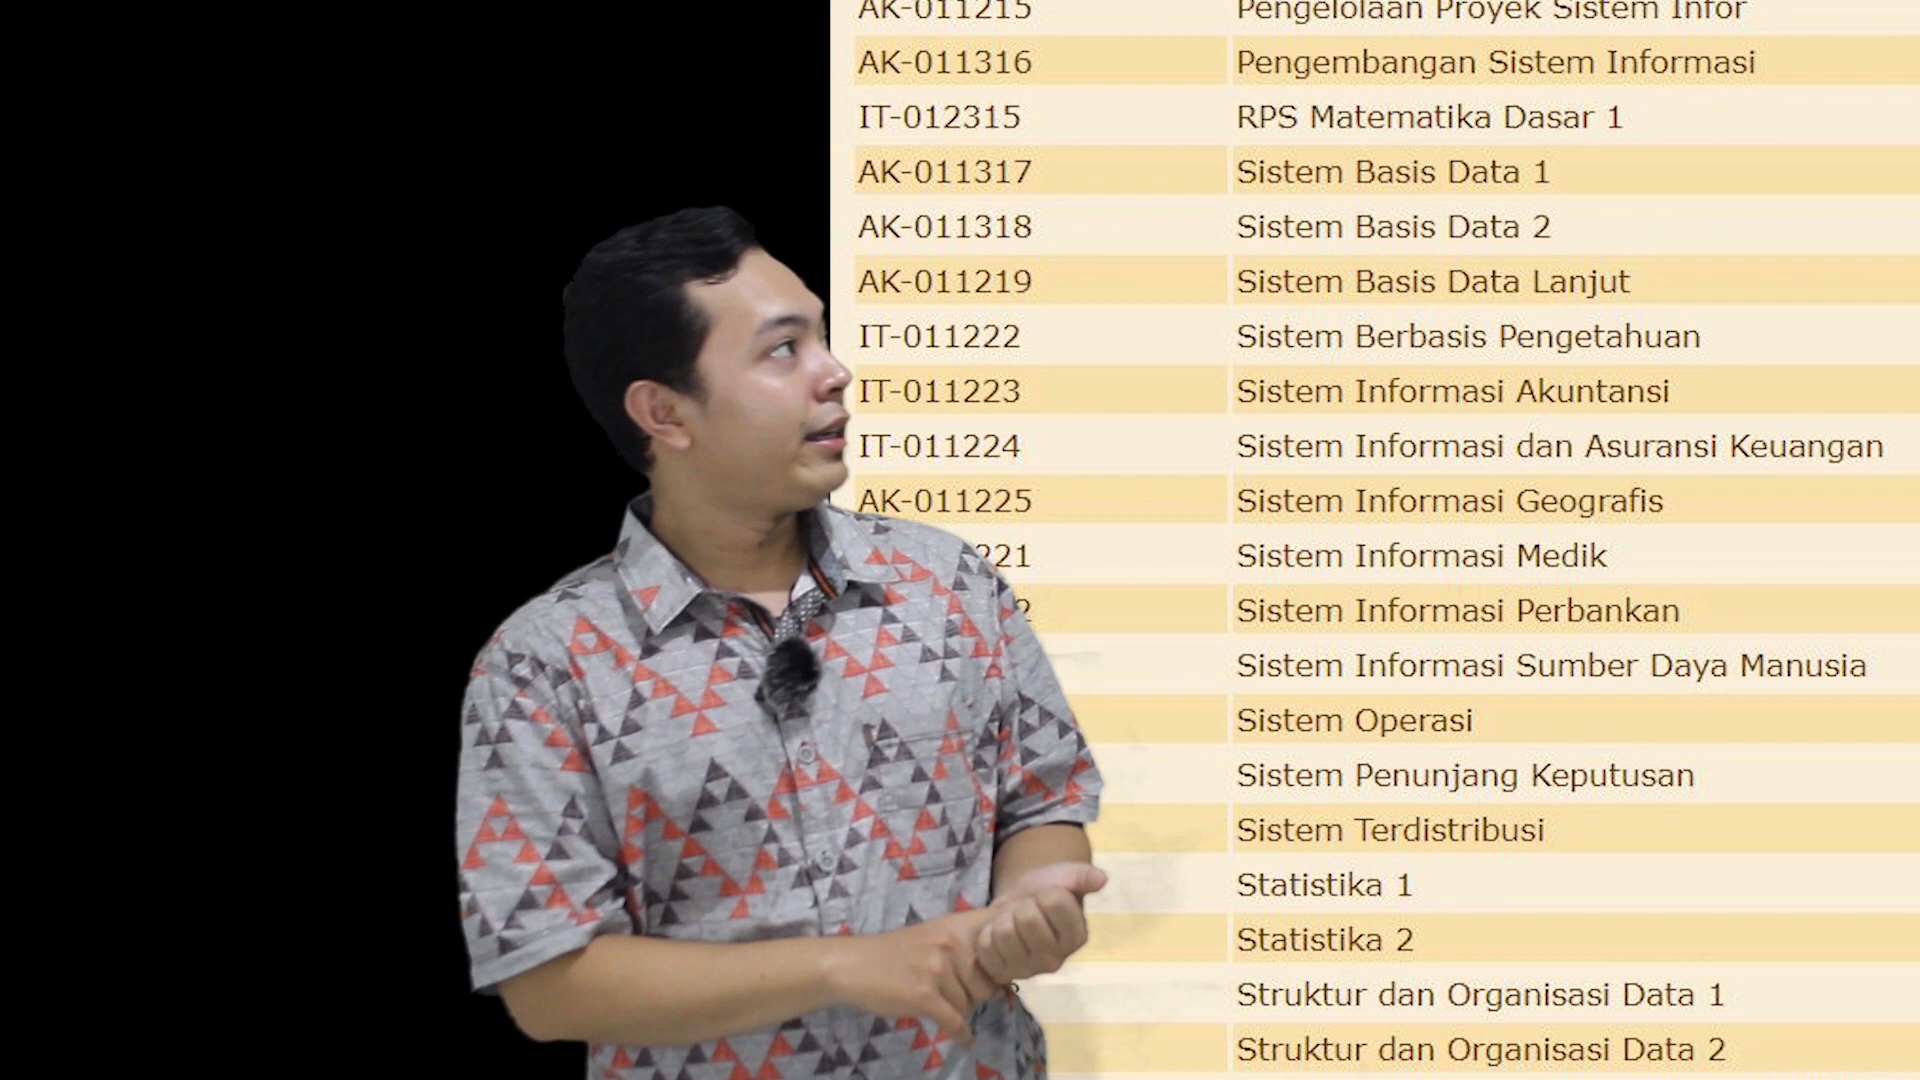 AK-011215 Pengelolaan Proyek Sistem Infor
AK-011316 Pengembangan Sistem Informasi
IT-012315 RPS Matematika Dasar 1
AK-011317 Sistem Basis Data 1
AK-011318 Sistem Basis Data 2
AK-011219 Sistem Basis Data Lanjut
IT-011222 Sistem Berbasis Pengetahuan
IT-011223 Sistem Informasi Akuntansi
IT-011224 Sistem Informasi dan Asuransi Keuangan
AK-011225 Sistem Informasi Geografis
221 Sistem Informasi Medik
2 Sistem Informasi Perbankan
Sistem Informasi Sumber Daya Manusia
Sistem Operasi
Sistem Penunjang Keputusan
Sistem Terdistribusi
Statistika 1
Statistika 2
Struktur dan Organisasi Data 1
Struktur dan Organisasi Data 2